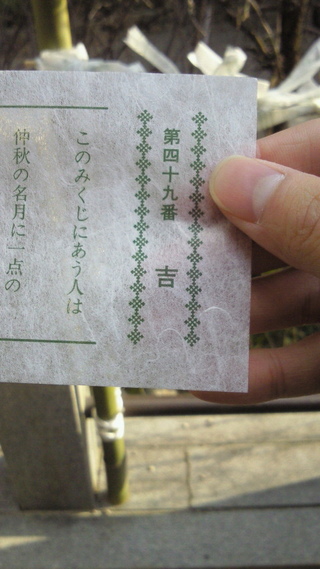 第四十九番 吉
このみくじにあう人は
仲秋の名月に一点の